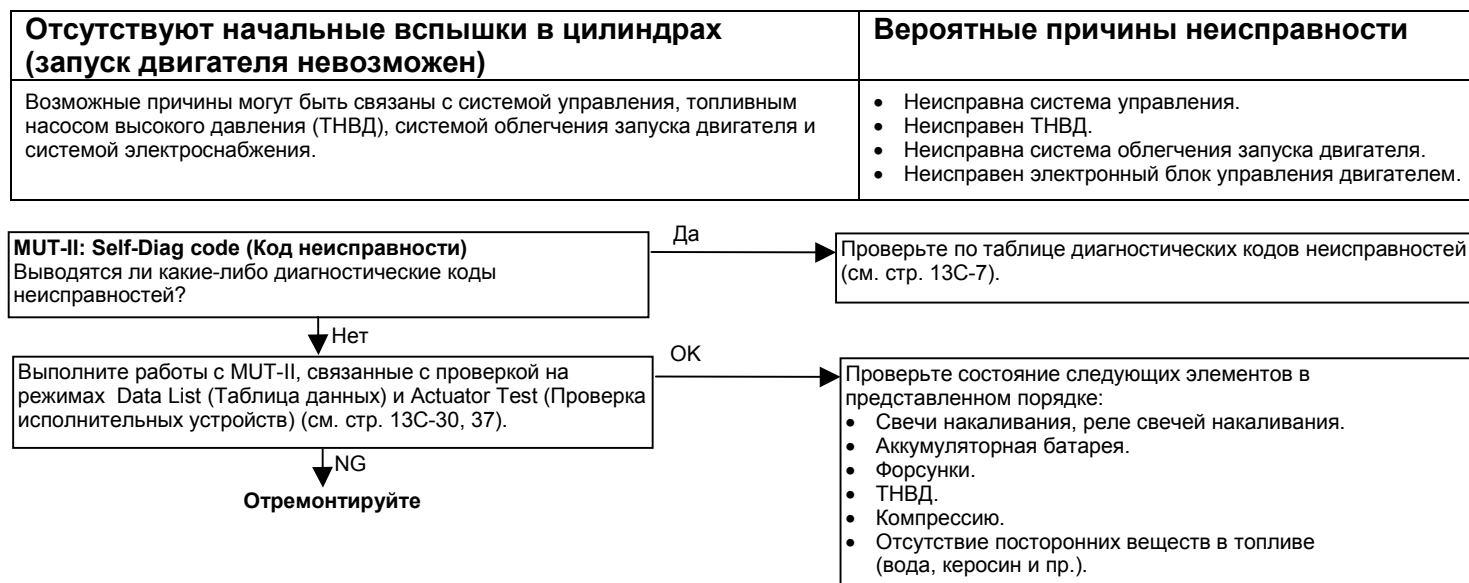 Отсутствуют начальные вспышки в цилиндрах
(запуск двигателя невозможен)
Вероятные причины неисправности
Возможные причины могут быть связаны с системой управления, топливным
насосом высокого давления (ТНВД), системой облегчения запуска двигателя и
системой электроснабжения.
• Неисправна система управления.
• Неисправен ТНВД.
• Неисправна система облегчения запуска двигателя.
• Неисправен электронный блок управления двигателем.
MUT-II: Self-Diag code (Код неисправности)
Выводятся ли какие-либо диагностические коды
неисправностей?
Да
Проверьте по таблице диагностических кодов неисправностей
(см. стр. 13C-7).
Нет
Выполните работы с MUT-II, связанные с проверкой на
режимах Data List (Таблица данных) и Actuator Test (Проверка
исполнительных устройств) (см. стр. 13C-30, 37).
OK
Проверьте состояние следующих элементов в
представленном порядке:
• Свечи накаливания, реле свечей накаливания.
• Аккумуляторная батарея.
• Форсунки.
• ТНВД.
• Компрессию.
• Отсутствие посторонних веществ в топливе
(вода, керосин и пр.).
NG
Отремонтируйте